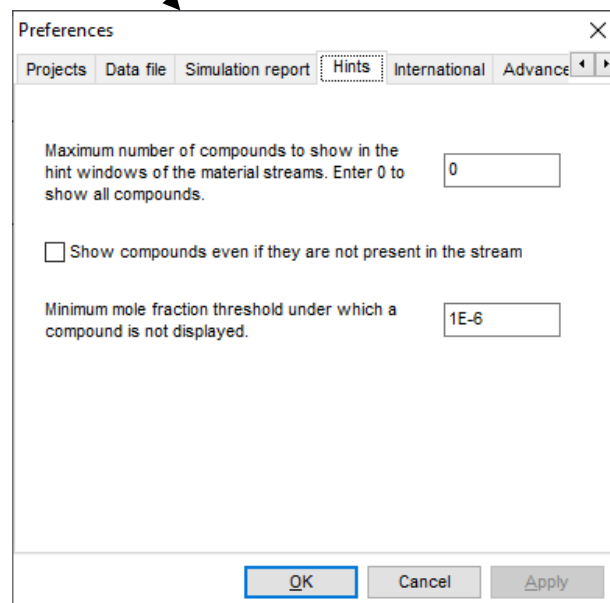 Preferences
Projects Data file Simulation report Hints International Advance
Maximum number of compounds to show in the
hint windows of the material streams. Enter 0 to
show all compounds.
0
Show compounds even if they are not present in the stream
Minimum mole fraction threshold under which a
compound is not displayed.
1E-6
OK Cancel Apply